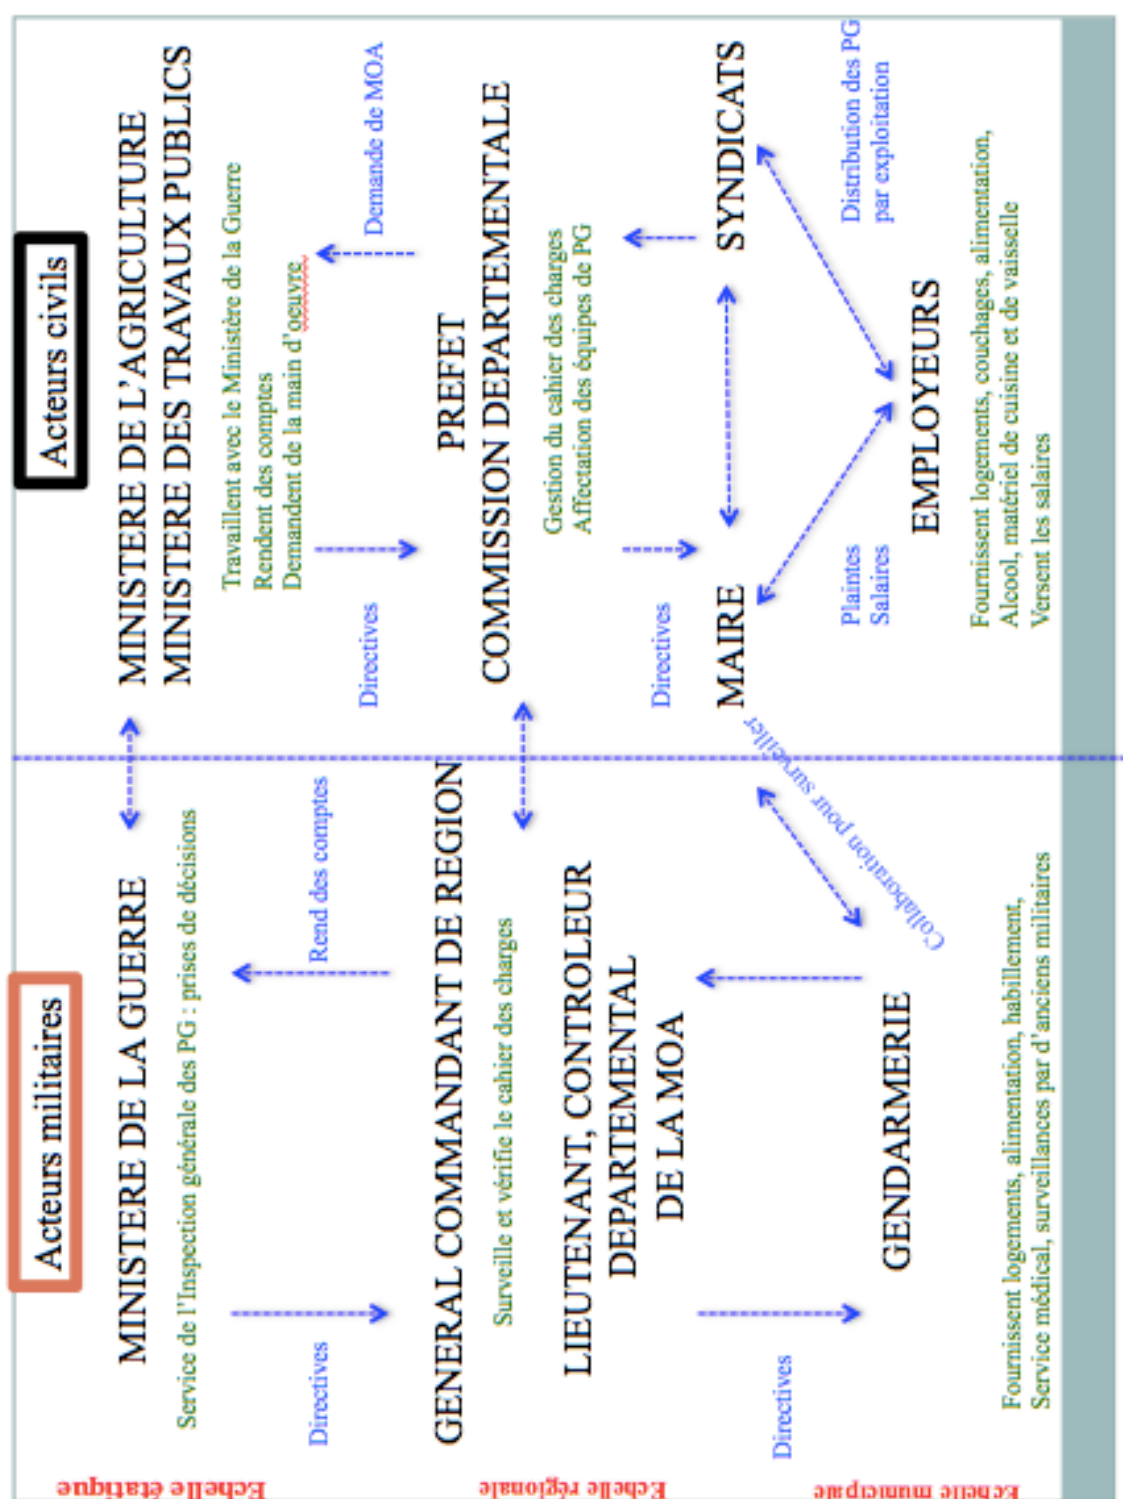 Acteurs militaires
Acteurs civils
Echelle étatique
MINISTERE DE LA GUERRE
Service de l'Inspection générale des PG : prises de décisions
MINISTERE DE L'AGRICULTURE
MINISTERE DES TRAVAUX PUBLICS
Travaillent avec le Ministère de la Guerre
Rendent des comptes
Demandent de la main d'oeuvre
Directives
Rend des comptes
Directives
Demande de MOA
Echelle régionale
GENERAL COMMANDANT DE REGION
Surveille et vérifie le cahier des charges
LIEUTENANT, CONTROLEUR
DEPARTEMENTAL
DE LA MOA
PREFET
COMMISSION DEPARTEMENTALE
Gestion du cahier des charges
Affectation des équipes de PG
Directives
Directives
Echelle municipale
MAIRE
SYNDICATS
Collaboration pour surveiller
Plaintes
Salaires
Distribution des PG
par exploitation
GENDARMERIE
EMPLOYEURS
Fournissent logements, alimentation, habillement,
Service médical, surveillances par d'anciens militaires
Fournissent logements, couchages, alimentation,
Alcool, matériel de cuisine et de vaisselle
Versent les salaires